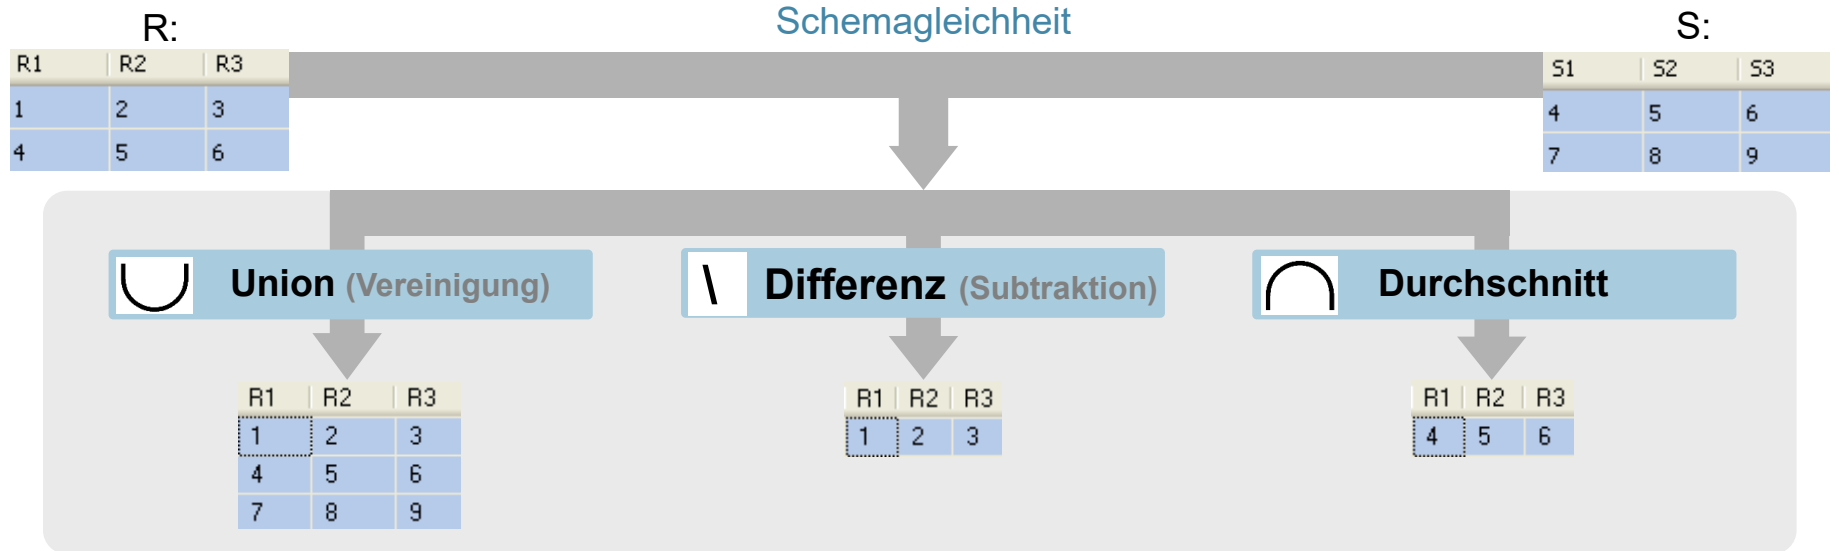 Schemagleichheit
R:
R1 R2 R3
1 2 3
4 5 6
S:
S1 S2 S3
4 5 6
7 8 9
∪ Union (Vereinigung)
R1 R2 R3
1 2 3
4 5 6
7 8 9
\ Differenz (Subtraktion)
R1 R2 R3
1 2 3
∩ Durchschnitt
R1 R2 R3
4 5 6